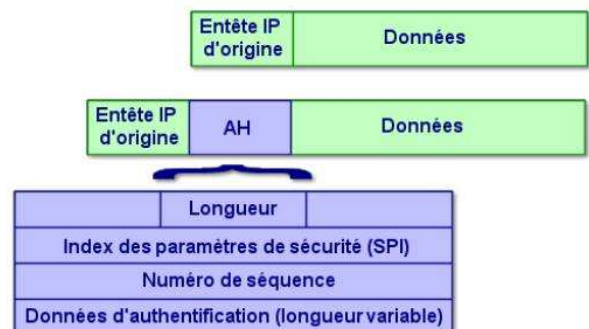 Entête IP
d'origine
Données
Entête IP
d'origine
AH
Données
Longueur
Index des paramètres de sécurité (SPI)
Numéro de séquence
Données d'authentification (longueur variable)